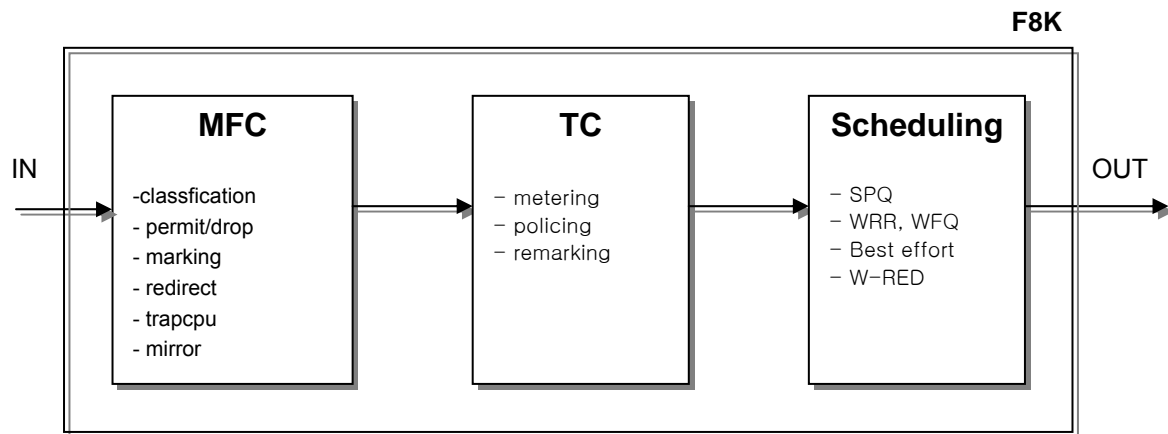 F8K
IN
MFC
-classfication
- permit/drop
- marking
- redirect
- trapcpu
- mirror
TC
- metering
- policing
- remarking
Scheduling
- SPQ
- WRR, WFQ
- Best effort
- W-RED
OUT